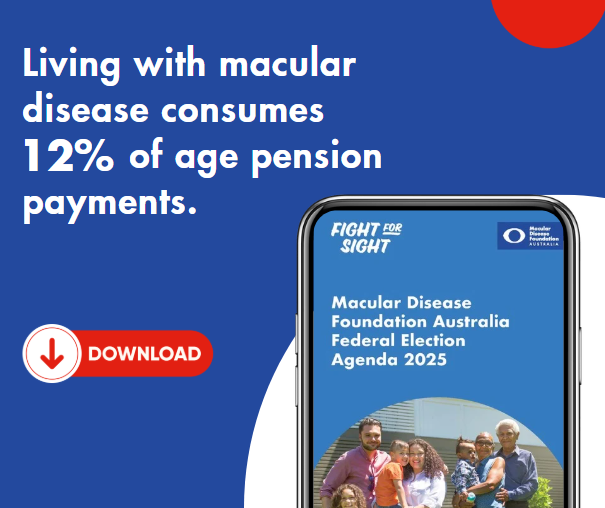 Living with macular
disease consumes
12% of age pension
payments.
DOWNLOAD
FIGHT FOR
SIGHT
Macular
Disease
Foundation
AUSTRALIA
Macular Disease
Foundation Australia
Federal Election
Agenda 2025